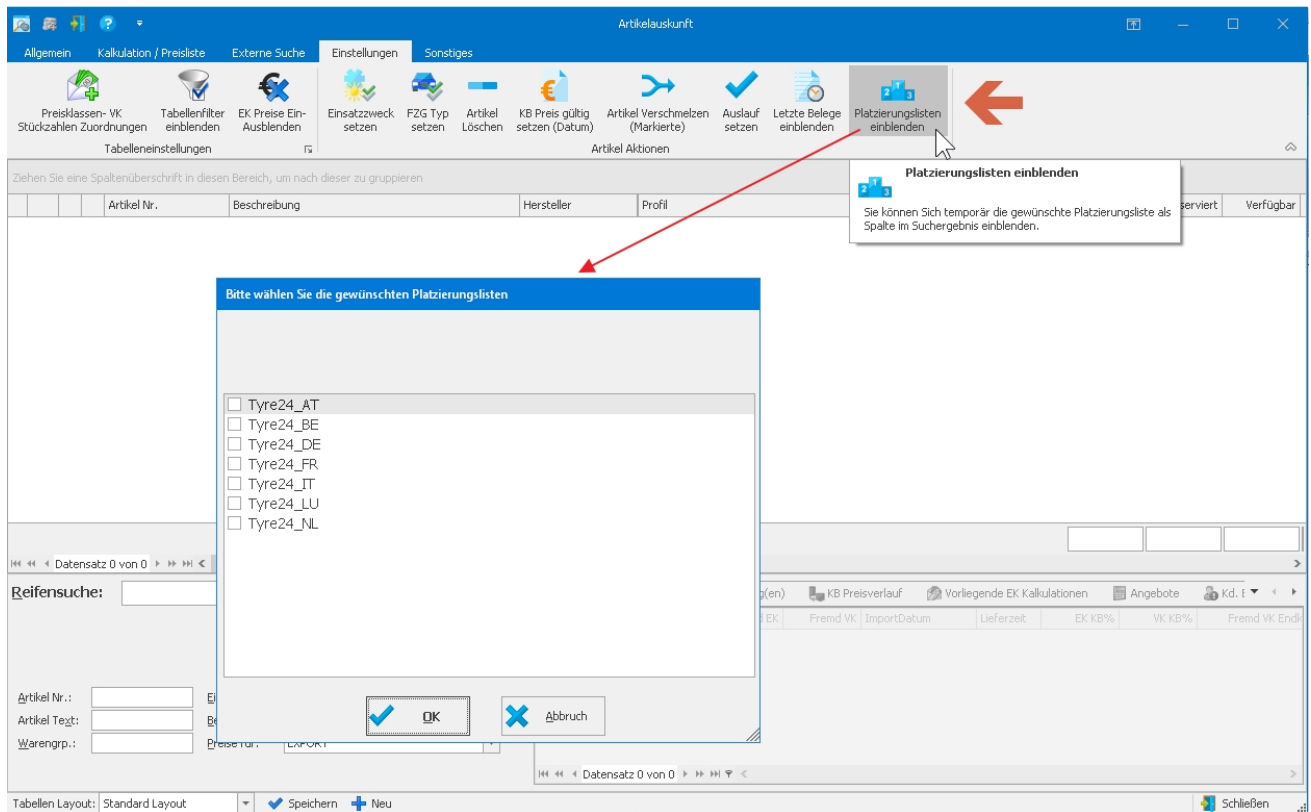 Artikelauskunft
Allgemein Kalkulation / Preisliste Externe Suche Einstellungen Sonstiges
Preisklassen- VK Stückzahlen Zuordnungen
Tabellenfilter einblenden
EK Preise Ein- Ausblenden
Einsatzzweck setzen
FZG Typ setzen
Artikel Löschen
KB Preis gültig setzen (Datum)
Artikel Verschmelzen (Markierte)
Auslauf setzen
Letzte Belege einblenden
Platzierungslisten einblenden
Tabelleneinstellungen Artikel Aktionen
Ziehen Sie eine Spaltenüberschrift in diesen Bereich, um nach dieser zu gruppieren
Platzierungslisten einblenden
Sie können Sich temporär die gewünschte Platzierungsliste als
Spalte im Suchergebnis einblenden.
Artikel Nr. Beschreibung Hersteller Profil serviert Verfügbar
Bitte wählen Sie die gewünschten Platzierungslisten
Tyre24_AT
Tyre24_BE
Tyre24_DE
Tyre24_FR
Tyre24_IT
Tyre24_LU
Tyre24_NL
OK Abbruch
Datensatz 0 von 0
Reifensuche:
g(en) KB Preisverlauf Vorliegende EK Kalkulationen Angebote Kd.
EK Fremd VK ImportDatum Lieferzeit EK KB% VK KB% Fremd VK Endk
Artikel Nr.:
Artikel Text:
Warengrp.: Preise für: EXPORT
Datensatz 0 von 0
Tabellen Layout: Standard Layout Speichern Neu Schließen